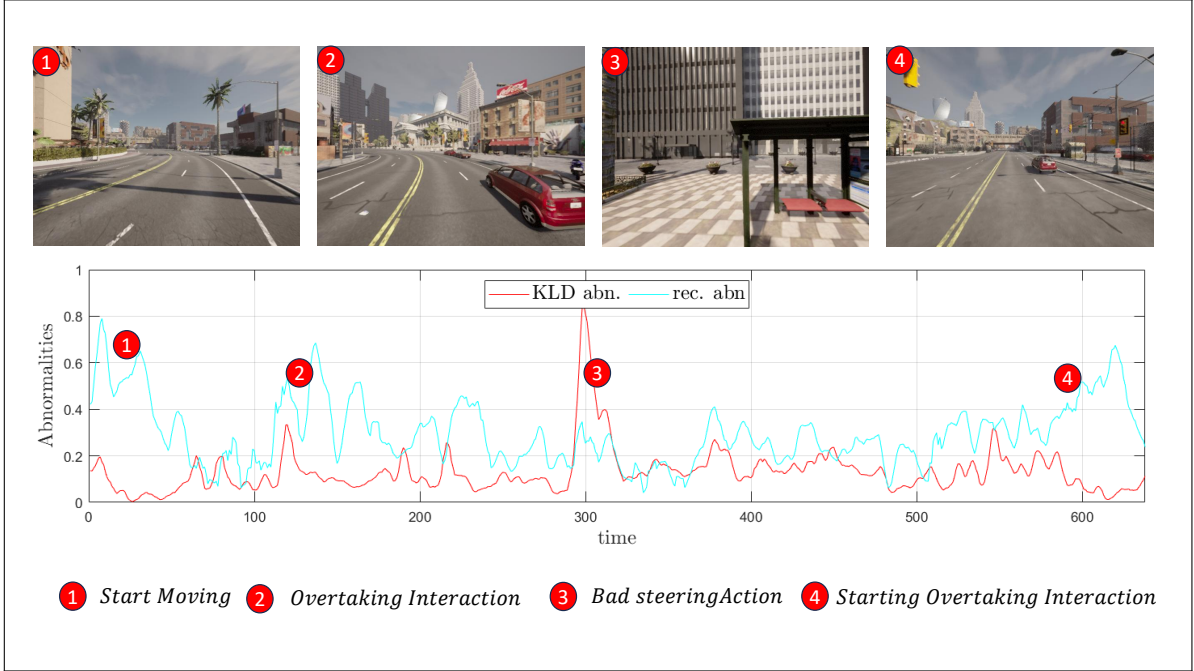 1
2
3
4
1
0.8
0.6
0.4
0.2
0
Abnormalities
KLD abn.
rec. abn
1
2
3
4
0 100 200 300 400 500 600
time
1 Start Moving 2 Overtaking Interaction 3 Bad steeringAction 4 Starting Overtaking Interaction